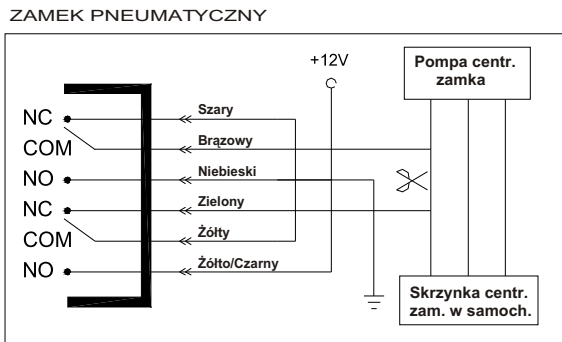 ZAMEK PNEUMATYCZNY
+12V
Pompa centr.
zamka
NC
Szary
COM
Brązowy
NO
Niebieski
NC
Zielony
COM
Żółty
NO
Żółto/Czarny
Skrzynka centr.
zam. w samoch.